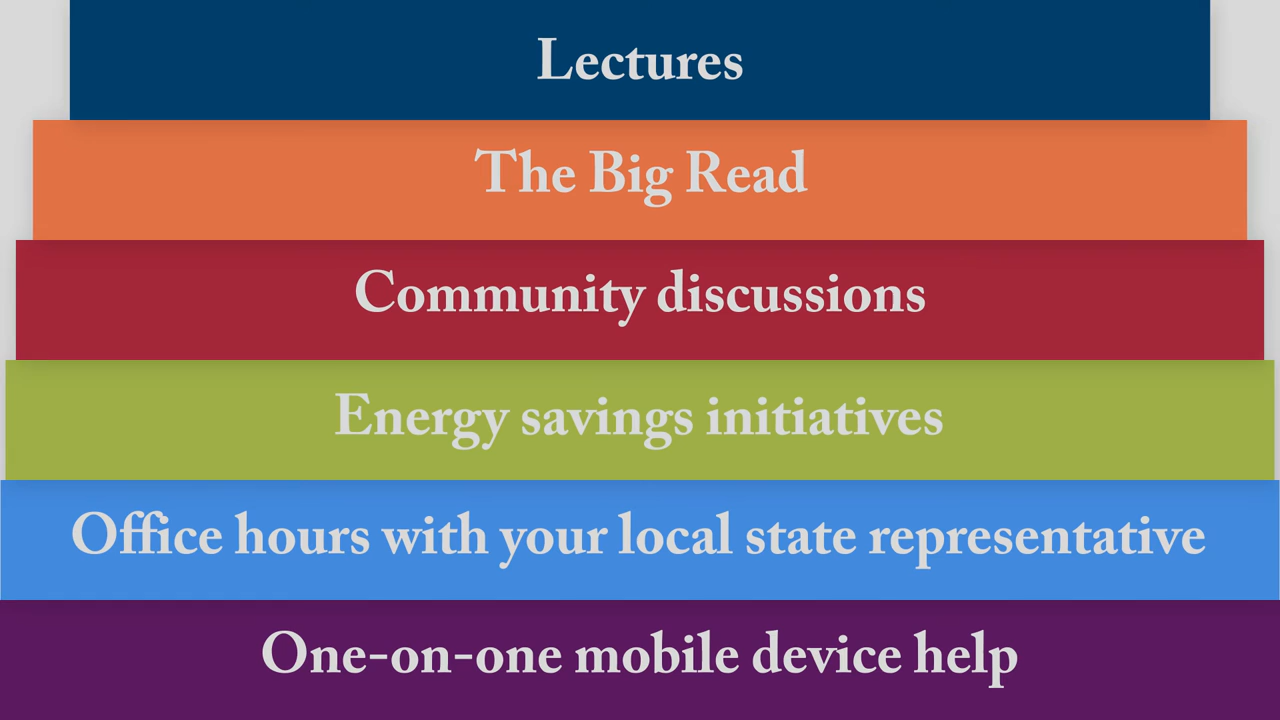 Lectures
The Big Read
Community discussions
Energy savings initiatives
Office hours with your local state representative
One-on-one mobile device help